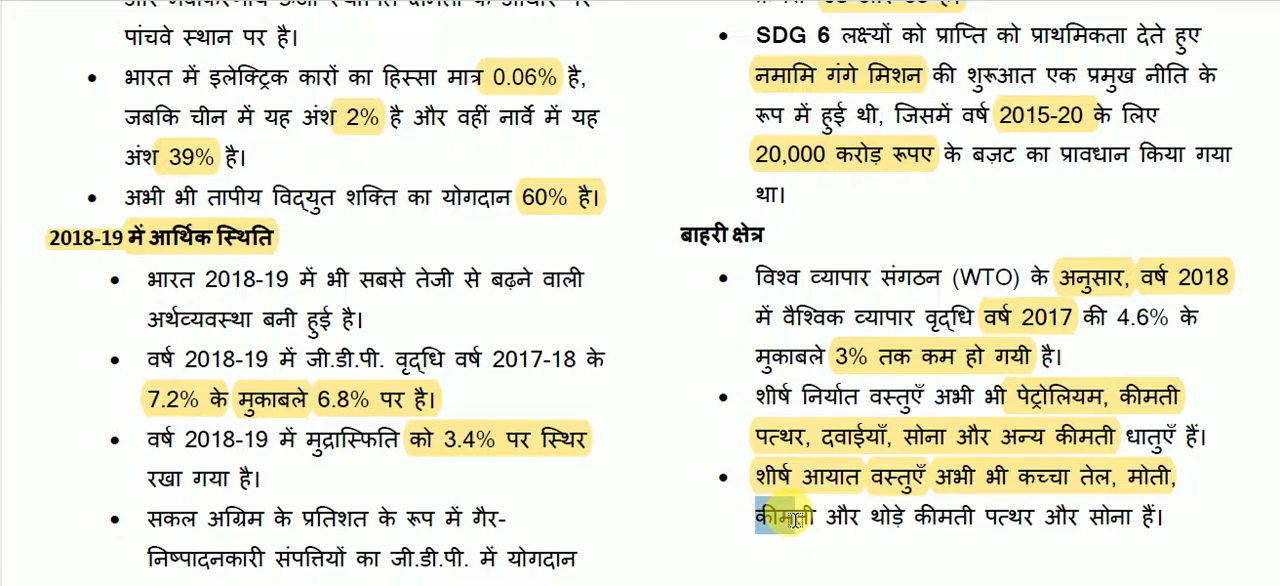 पांचवे स्थान पर है।
भारत में इलेक्ट्रिक कारों का हिस्सा मात्र 0.06% है,
जबकि चीन में यह अंश 2% है और वहीं नार्वे में यह
अंश 39% है।
अभी भी तापीय विद्युत शक्ति का योगदान 60% है।
2018-19 में आर्थिक स्थिति
भारत 2018-19 में भी सबसे तेजी से बढ़ने वाली
अर्थव्यवस्था बनी हुई है।
वर्ष 2018-19 में जी.डी.पी. वृद्धि वर्ष 2017-18 के
7.2% के मुकाबले 6.8% पर है।
वर्ष 2018-19 में मुद्रास्फिति को 3.4% पर स्थिर
रखा गया है।
सकल अग्रिम के प्रतिशत के रूप में गैर-
निष्पादनकारी संपत्तियों का जी.डी.पी. में योगदान
SDG 6 लक्ष्यों को प्राप्ति को प्राथमिकता देते हुए
नमामि गंगे मिशन की शुरूआत एक प्रमुख नीति के
रूप में हुई थी, जिसमें वर्ष 2015-20 के लिए
20,000 करोड़ रूपए के बज़ट का प्रावधान किया गया
था।
बाहरी क्षेत्र
विश्व व्यापार संगठन (WTO) के अनुसार, वर्ष 2018
में वैश्विक व्यापार वृद्धि वर्ष 2017 की 4.6% के
मुकाबले 3% तक कम हो गयी है।
शीर्ष निर्यात वस्तुएँ अभी भी पेट्रोलियम, कीमती
पत्थर, दवाईयाँ, सोना और अन्य कीमती धातुएँ हैं।
शीर्ष आयात वस्तुएँ अभी भी कच्चा तेल, मोती,
कीमती और थोड़े कीमती पत्थर और सोना हैं।